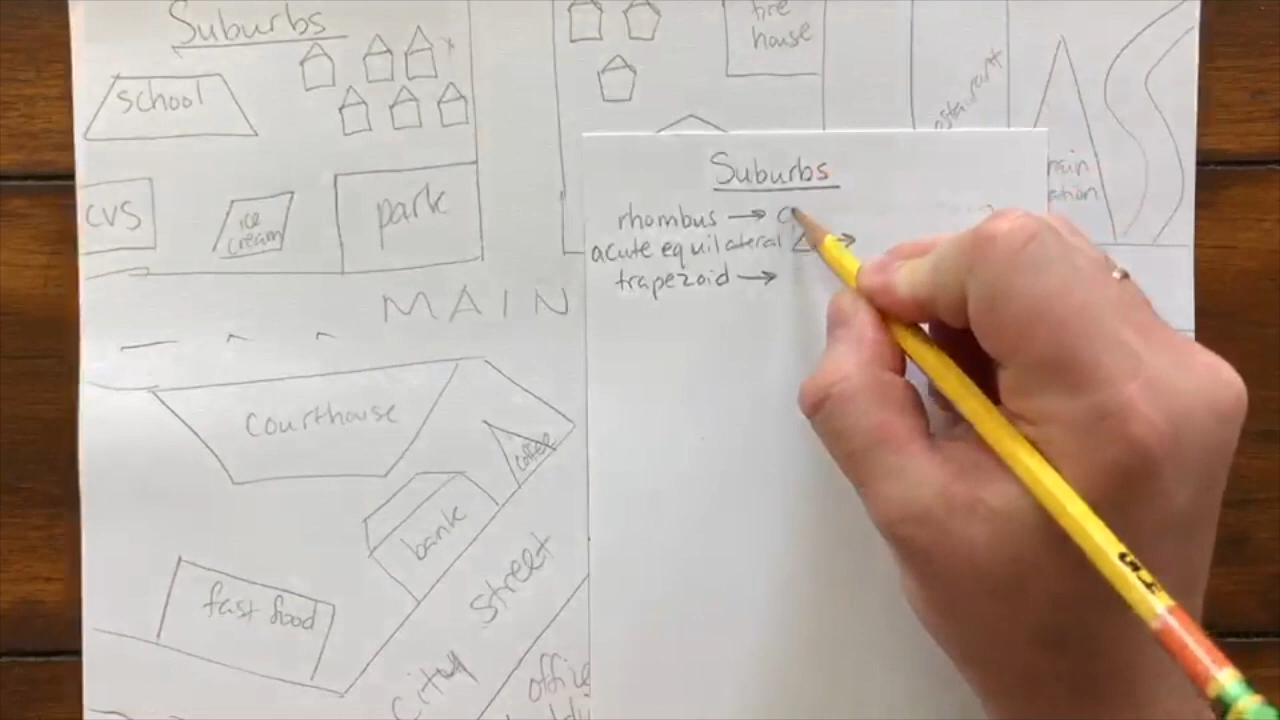 Suburbs
school
CVS
ice
cream
park
fire
house
MAIN
courthouse
coffee
bank
fast food
street
city
office
Suburbs
rhombus →
acute equilateral △ →
trapezoid →